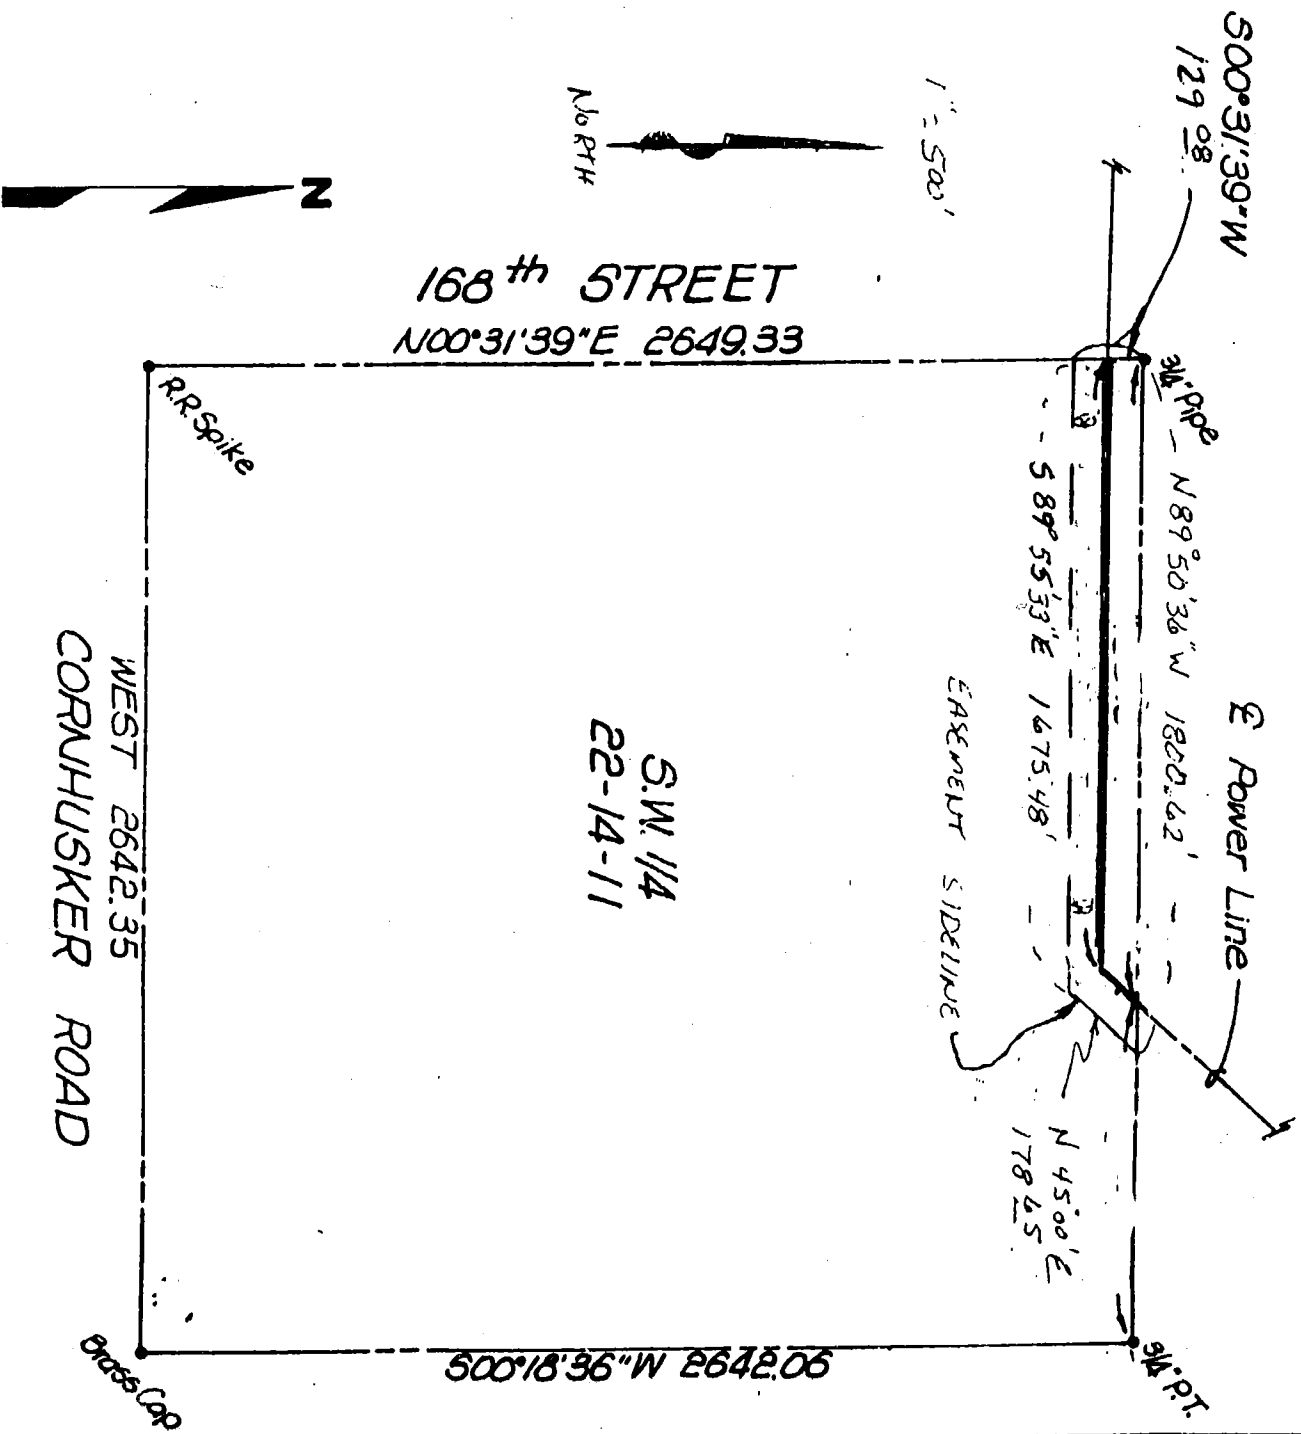 S00°31'39"W
129 08
1"=500'
NORTH
N
168th STREET
N00°31'39"E 2649.33
3/4" Pipe
R.R. Spike
N 89° 50' 36" W 1800.62'
S 89° 55' 33" E 1675.48'
℄ Power Line
EASEMENT SIDELINE
N 45° 00' E
178 65
S.W. 1/4
22-14-11
WEST 2642.35
CORNHUSKER ROAD
S00°18'36"W 2642.06
Brass Cap
3/4" P.T.